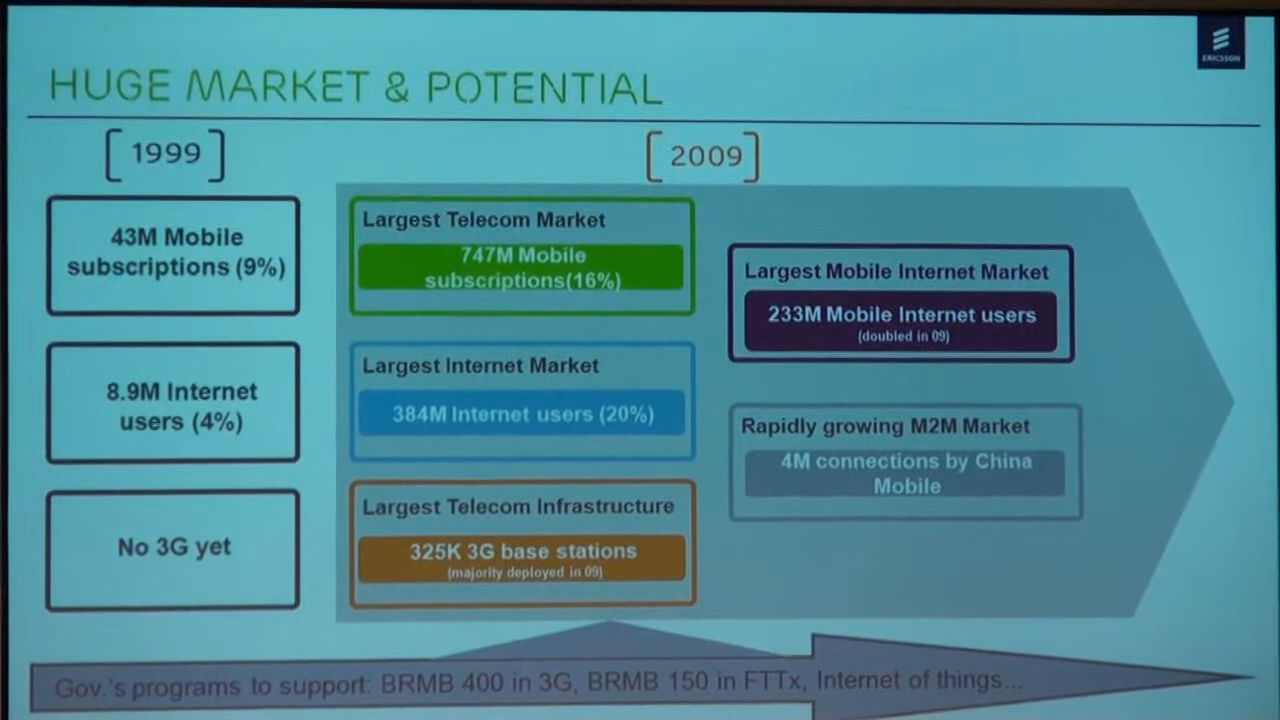 ERICSSON
HUGE MARKET & POTENTIAL
1999
2009
43M Mobile
subscriptions (9%)
8.9M Internet
users (4%)
No 3G yet
Largest Telecom Market
747M Mobile
subscriptions(16%)
Largest Internet Market
384M Internet users (20%)
Largest Telecom Infrastructure
325K 3G base stations
(majority deployed in 09)
Largest Mobile Internet Market
233M Mobile Internet users
(doubled in 09)
Rapidly growing M2M Market
4M connections by China
Mobile
Gov.'s programs to support: BRMB 400 in 3G, BRMB 150 in FTTx, Internet of things...